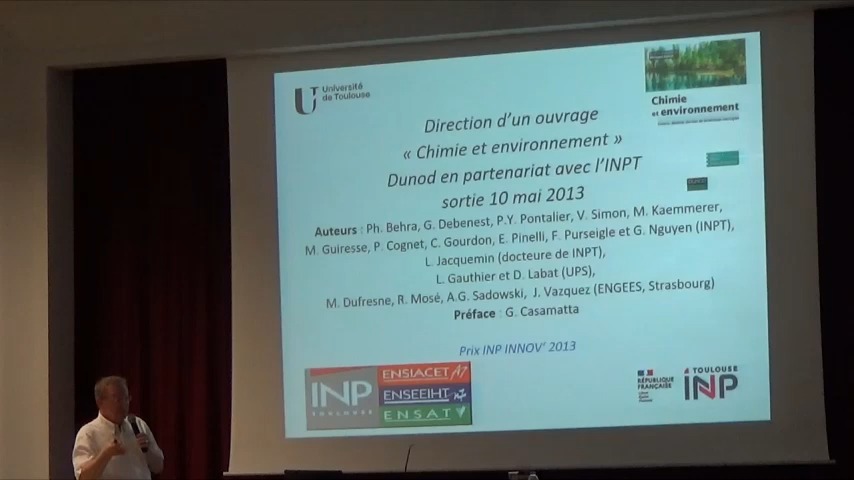 Université
de Toulouse
Chimie
et environnement
Direction d'un ouvrage
« Chimie et environnement »
Dunod en partenariat avec l'INPT
sortie 10 mai 2013
Auteurs : Ph. Behra, G. Debenest, P.Y. Pontalier, V. Simon, M. Kaemmerer,
M. Guiresse, P. Cognet, C. Gourdon, E. Pinelli, F. Purseigle et G. Nguyen (INPT),
L. Jacquemin (docteure de INPT),
L. Gauthier et D. Labat (UPS),
M. Dufresne, R. Mosé, A.G. Sadowski, J. Vazquez (ENGEES, Strasbourg)
Préface : G. Casamatta
Prix INP INNOV' 2013
INP
TOULOUSE
ENSIACET A7
ENSEEIHT
ENSAT
RÉPUBLIQUE
FRANÇAISE
TOULOUSE
INP